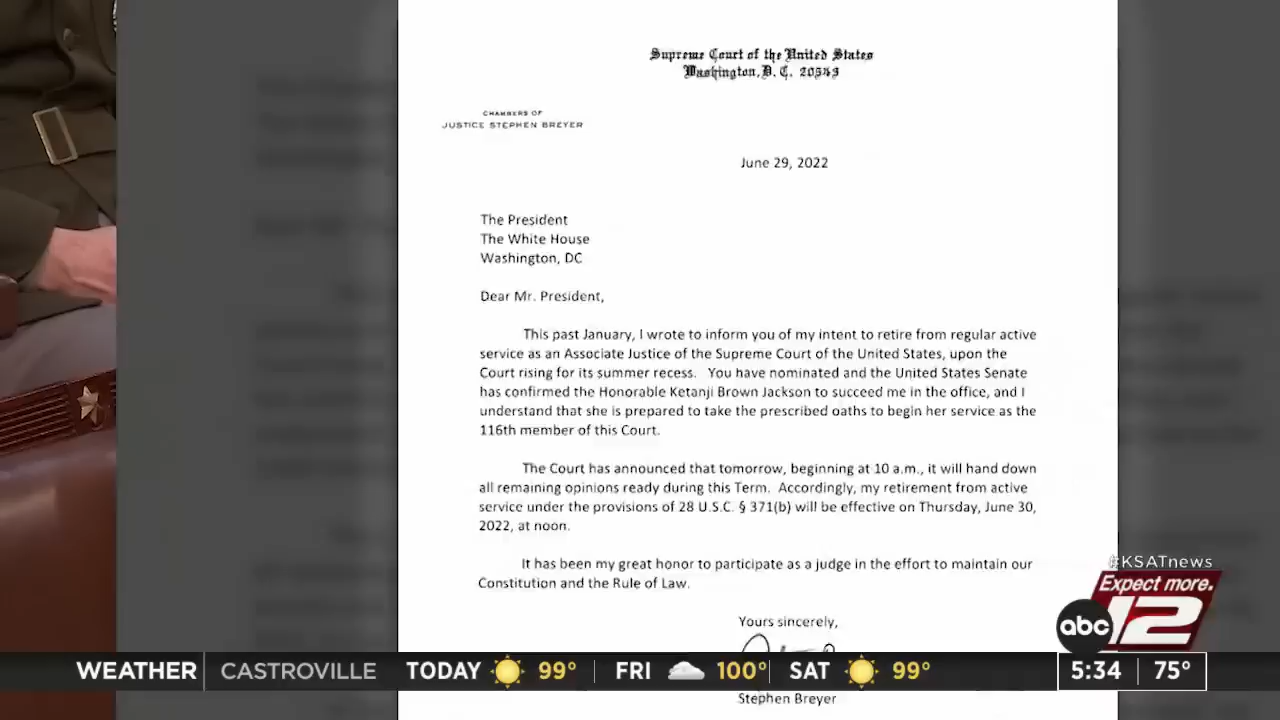 Supreme Court of the United States
Washington, D. C. 20543
CHAMBERS OF
JUSTICE STEPHEN BREYER
June 29, 2022
The President
The White House
Washington, DC
Dear Mr. President,
This past January, I wrote to inform you of my intent to retire from regular active
service as an Associate Justice of the Supreme Court of the United States, upon the
Court rising for its summer recess. You have nominated and the United States Senate
has confirmed the Honorable Ketanji Brown Jackson to succeed me in the office, and I
understand that she is prepared to take the prescribed oaths to begin her service as the
116th member of this Court.
The Court has announced that tomorrow, beginning at 10 a.m., it will hand down
all remaining opinions ready during this Term. Accordingly, my retirement from active
service under the provisions of 28 U.S.C. § 371(b) will be effective on Thursday, June 30,
2022, at noon.
It has been my great honor to participate as a judge in the effort to maintain our
Constitution and the Rule of Law.
Yours sincerely,
Stephen Breyer
#KSATnews
Expect more.
abc 12
WEATHER CASTROVILLE TODAY 99° FRI 100° SAT 99° 5:34 75°